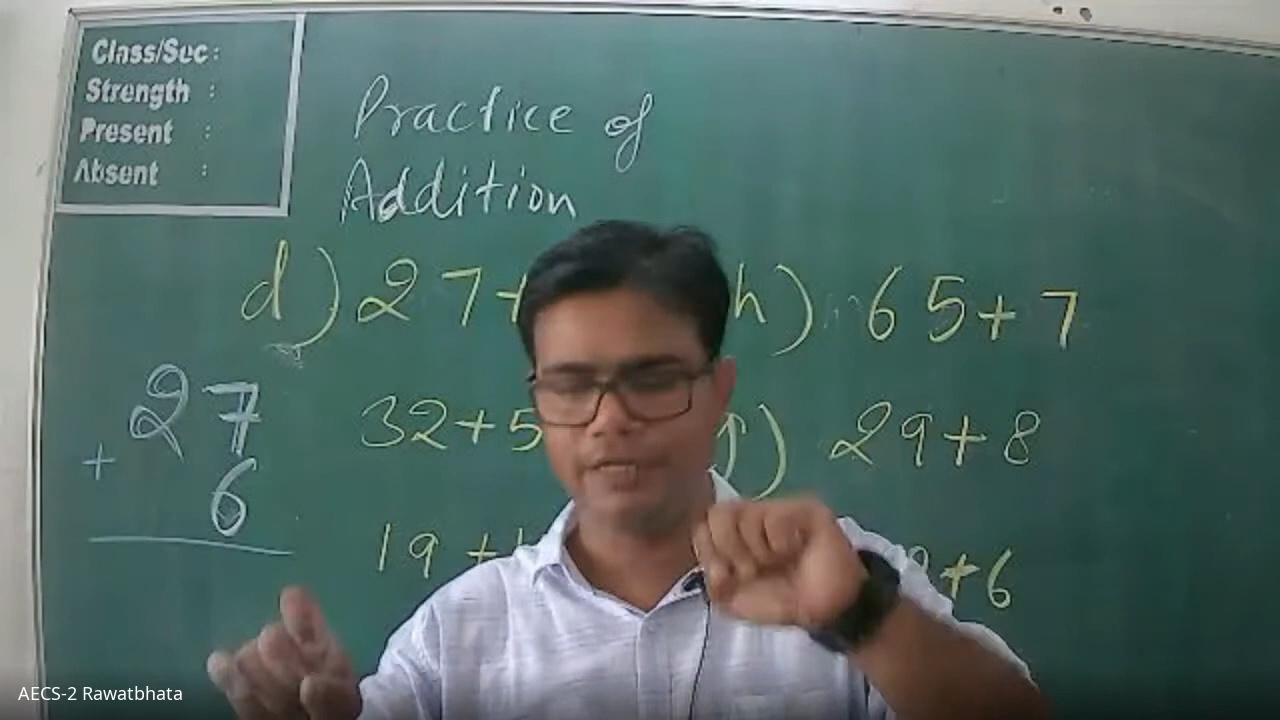 Class/Sec :
Strength :
Present :
Absent :
Practice of
Addition
d) 27+
h) 65+7
27
+ 6
32+5
) 29+8
19 +
+6
AECS-2 Rawatbhata